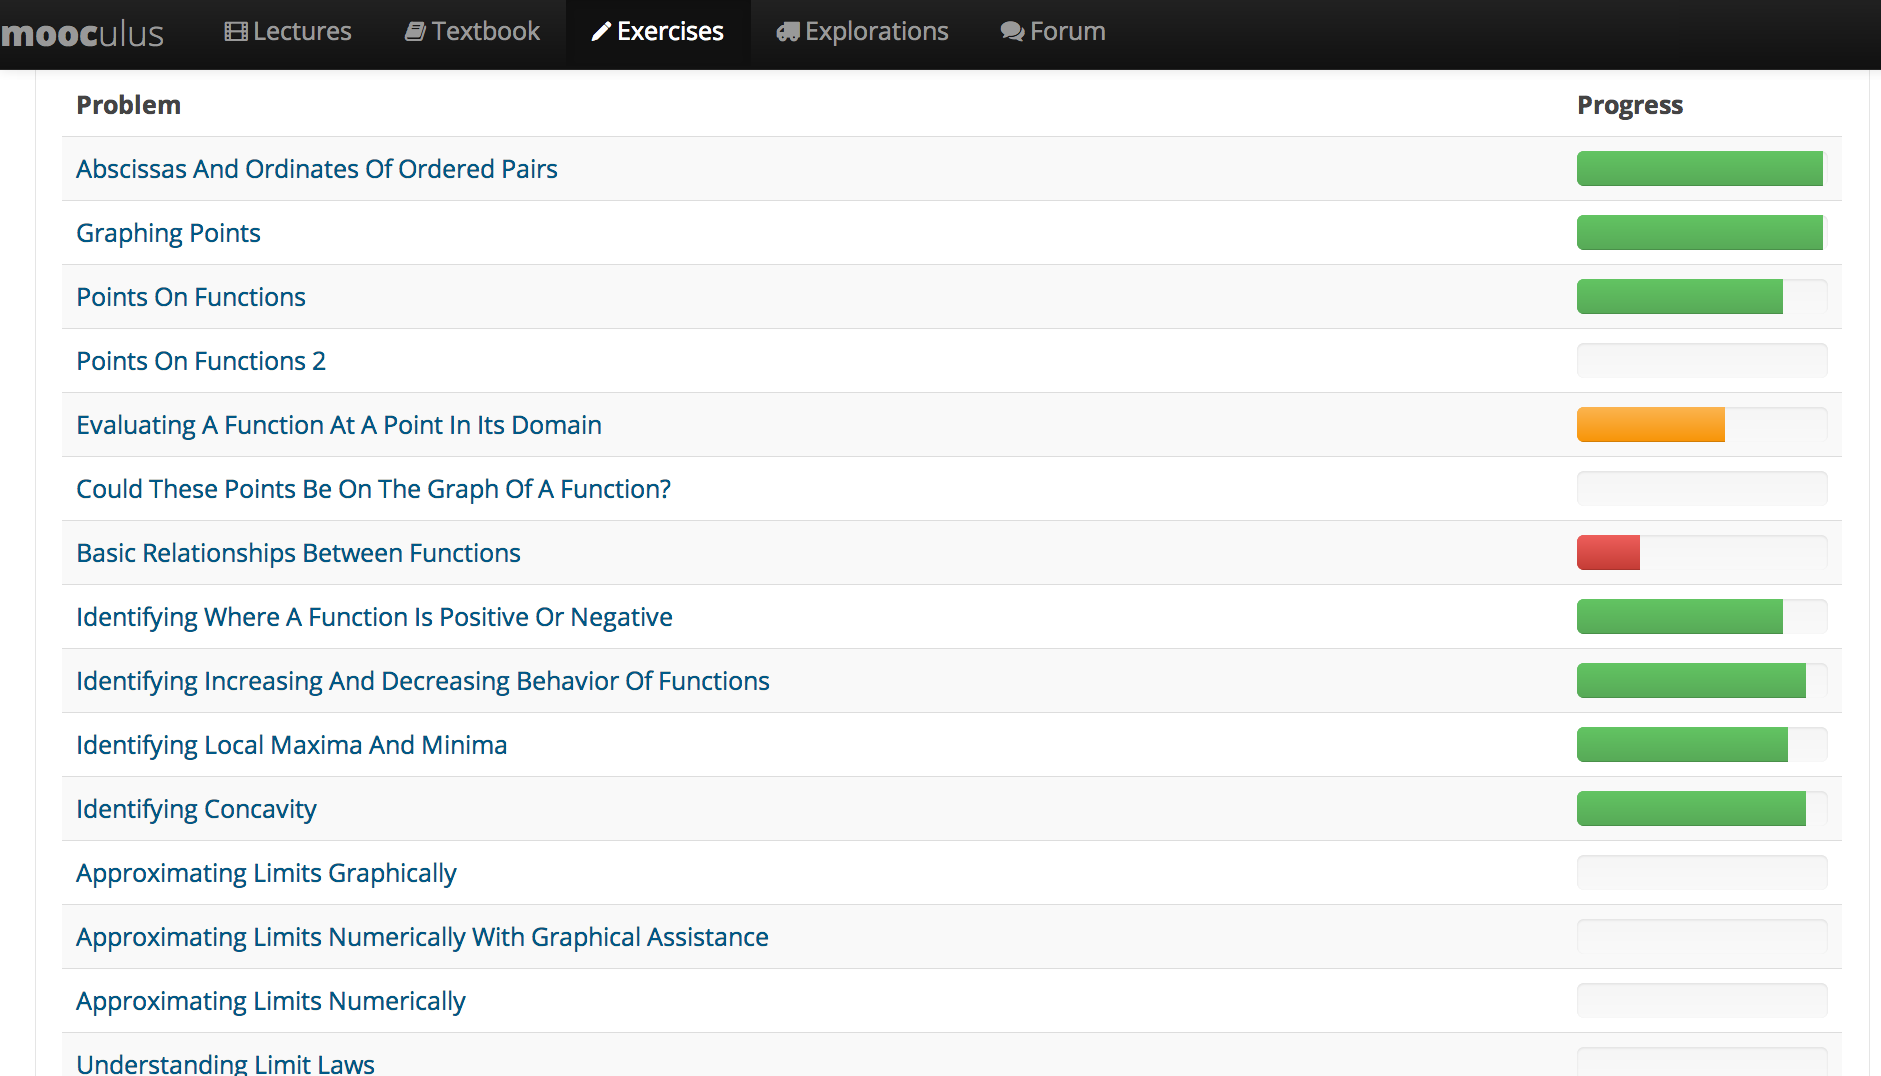 mooculus Lectures Textbook Exercises Explorations Forum
Problem Progress
Abscissas And Ordinates Of Ordered Pairs
Graphing Points
Points On Functions
Points On Functions 2
Evaluating A Function At A Point In Its Domain
Could These Points Be On The Graph Of A Function?
Basic Relationships Between Functions
Identifying Where A Function Is Positive Or Negative
Identifying Increasing And Decreasing Behavior Of Functions
Identifying Local Maxima And Minima
Identifying Concavity
Approximating Limits Graphically
Approximating Limits Numerically With Graphical Assistance
Approximating Limits Numerically
Understanding Limit Laws